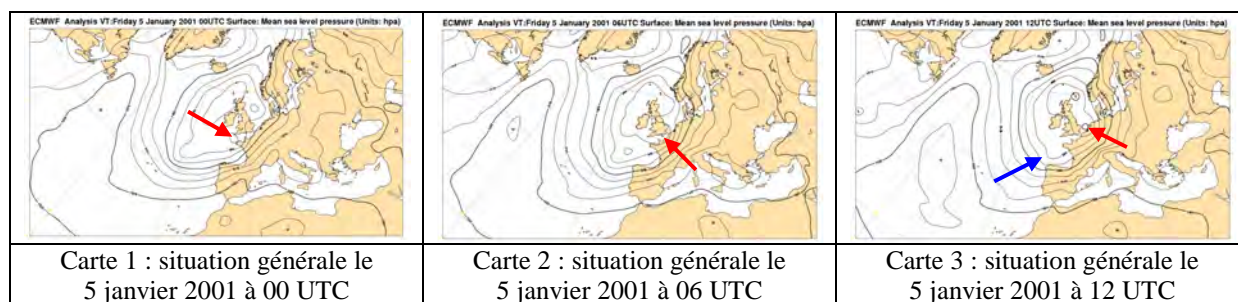 ECMWF Analysis VT:Friday 5 January 2001 00UTC Surface: Mean sea level pressure (Units: hpa)
ECMWF Analysis VT:Friday 5 January 2001 06UTC Surface: Mean sea level pressure (Units: hpa)
ECMWF Analysis VT:Friday 5 January 2001 12UTC Surface: Mean sea level pressure (Units: hpa)
Carte 1 : situation générale le
5 janvier 2001 à 00 UTC
Carte 2 : situation générale le
5 janvier 2001 à 06 UTC
Carte 3 : situation générale le
5 janvier 2001 à 12 UTC